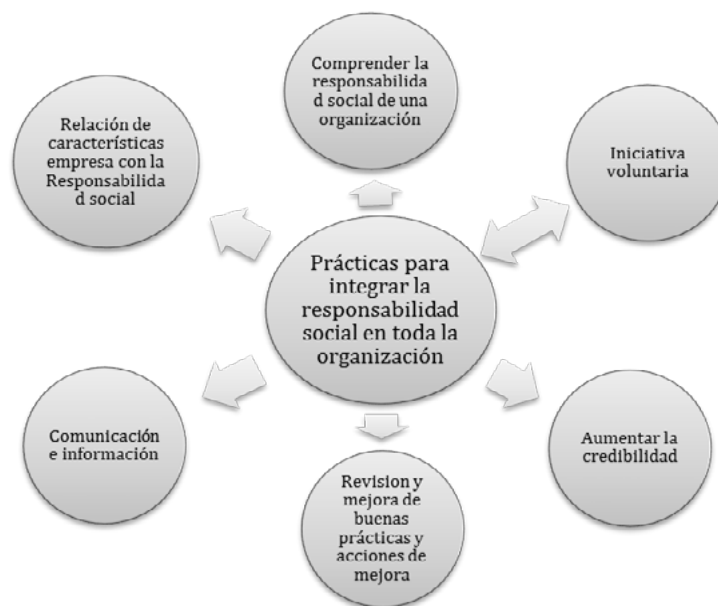 Comprender la
responsabilida
d social de una
organización
Relación de
características
empresa con la
Responsabilida
d social
Iniciativa
voluntaria
Prácticas para
integrar la
responsabilidad
social en toda la
organización
Comunicación
e información
Aumentar la
credibilidad
Revision y
mejora de
buenas
prácticas y
acciones de
mejora